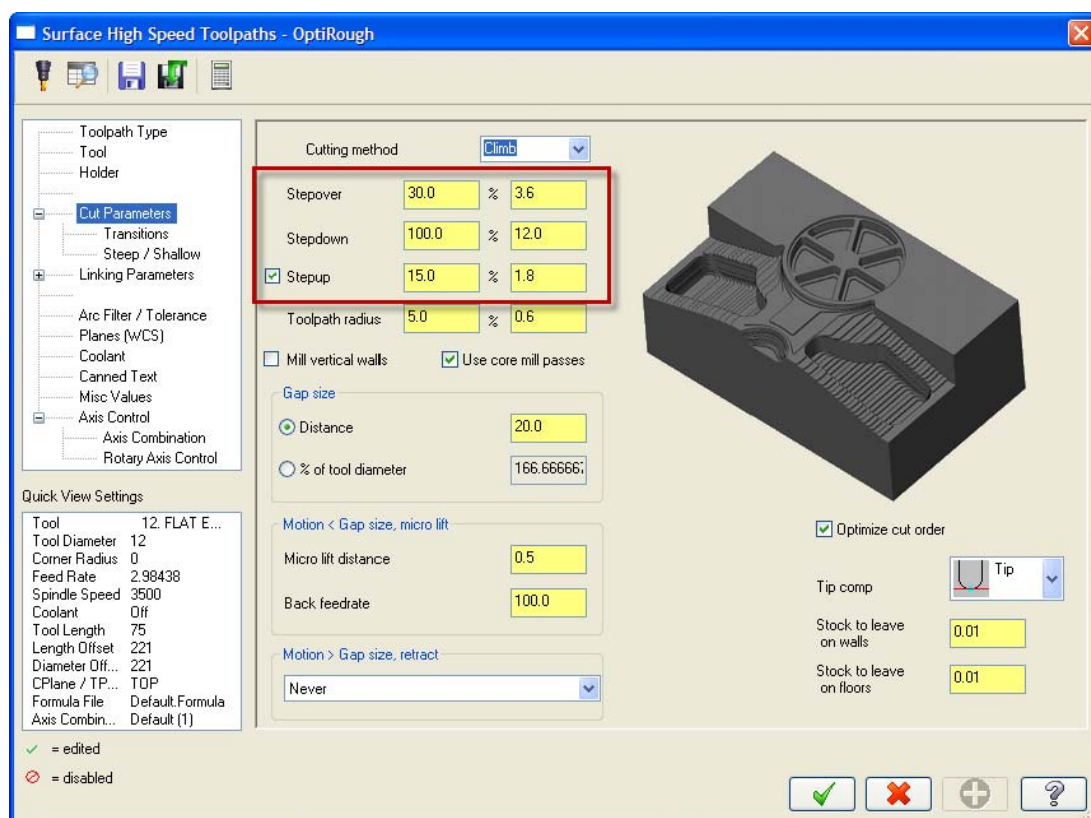 Surface High Speed Toolpaths - OptiRough
Toolpath Type
Tool
Holder
Cut Parameters
Transitions
Steep / Shallow
Linking Parameters
Arc Filter / Tolerance
Planes (WCS)
Coolant
Canned Text
Misc Values
Axis Control
Axis Combination
Rotary Axis Control
Quick View Settings
Tool 12. FLAT E...
Tool Diameter 12
Corner Radius 0
Feed Rate 2.98438
Spindle Speed 3500
Coolant Off
Tool Length 75
Length Offset 221
Diameter Off... 221
CPlane / TP... TOP
Formula File Default.Formula
Axis Combin... Default (1)
= edited
= disabled
Cutting method Climb
Stepover 30.0 % 3.6
Stepdown 100.0 % 12.0
Stepup 15.0 % 1.8
Toolpath radius 5.0 % 0.6
Mill vertical walls Use core mill passes
Gap size
Distance 20.0
% of tool diameter 166.666667
Motion < Gap size, micro lift
Micro lift distance 0.5
Back feedrate 100.0
Motion > Gap size, retract
Never
Optimize cut order
Tip comp Tip
Stock to leave
on walls 0.01
Stock to leave
on floors 0.01